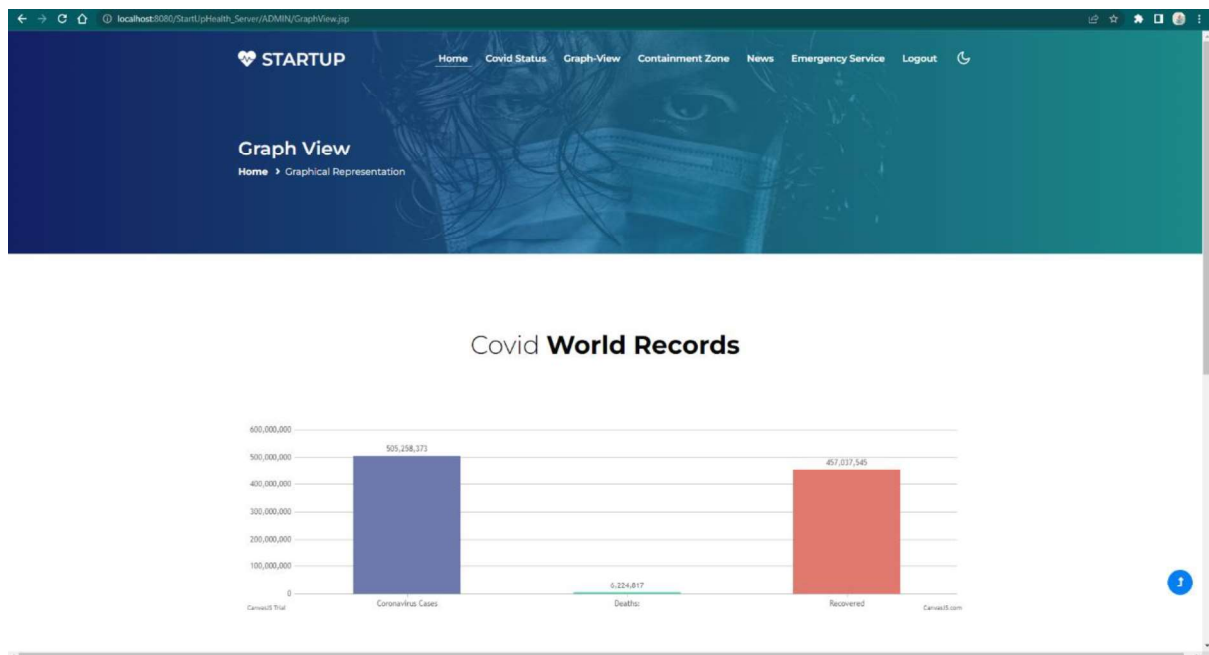 localhost:8080/StartUpHealth_Server/ADMIN/GraphView.jsp
STARTUP
Home Covid Status Graph-View Containment Zone News Emergency Service Logout
Graph View
Home > Graphical Representation
Covid World Records
600,000,000
500,000,000
400,000,000
300,000,000
200,000,000
100,000,000
0
505,258,373
6,224,817
457,037,545
Coronavirus Cases
Deaths:
Recovered
CanvasJS Trial
CanvasJS.com